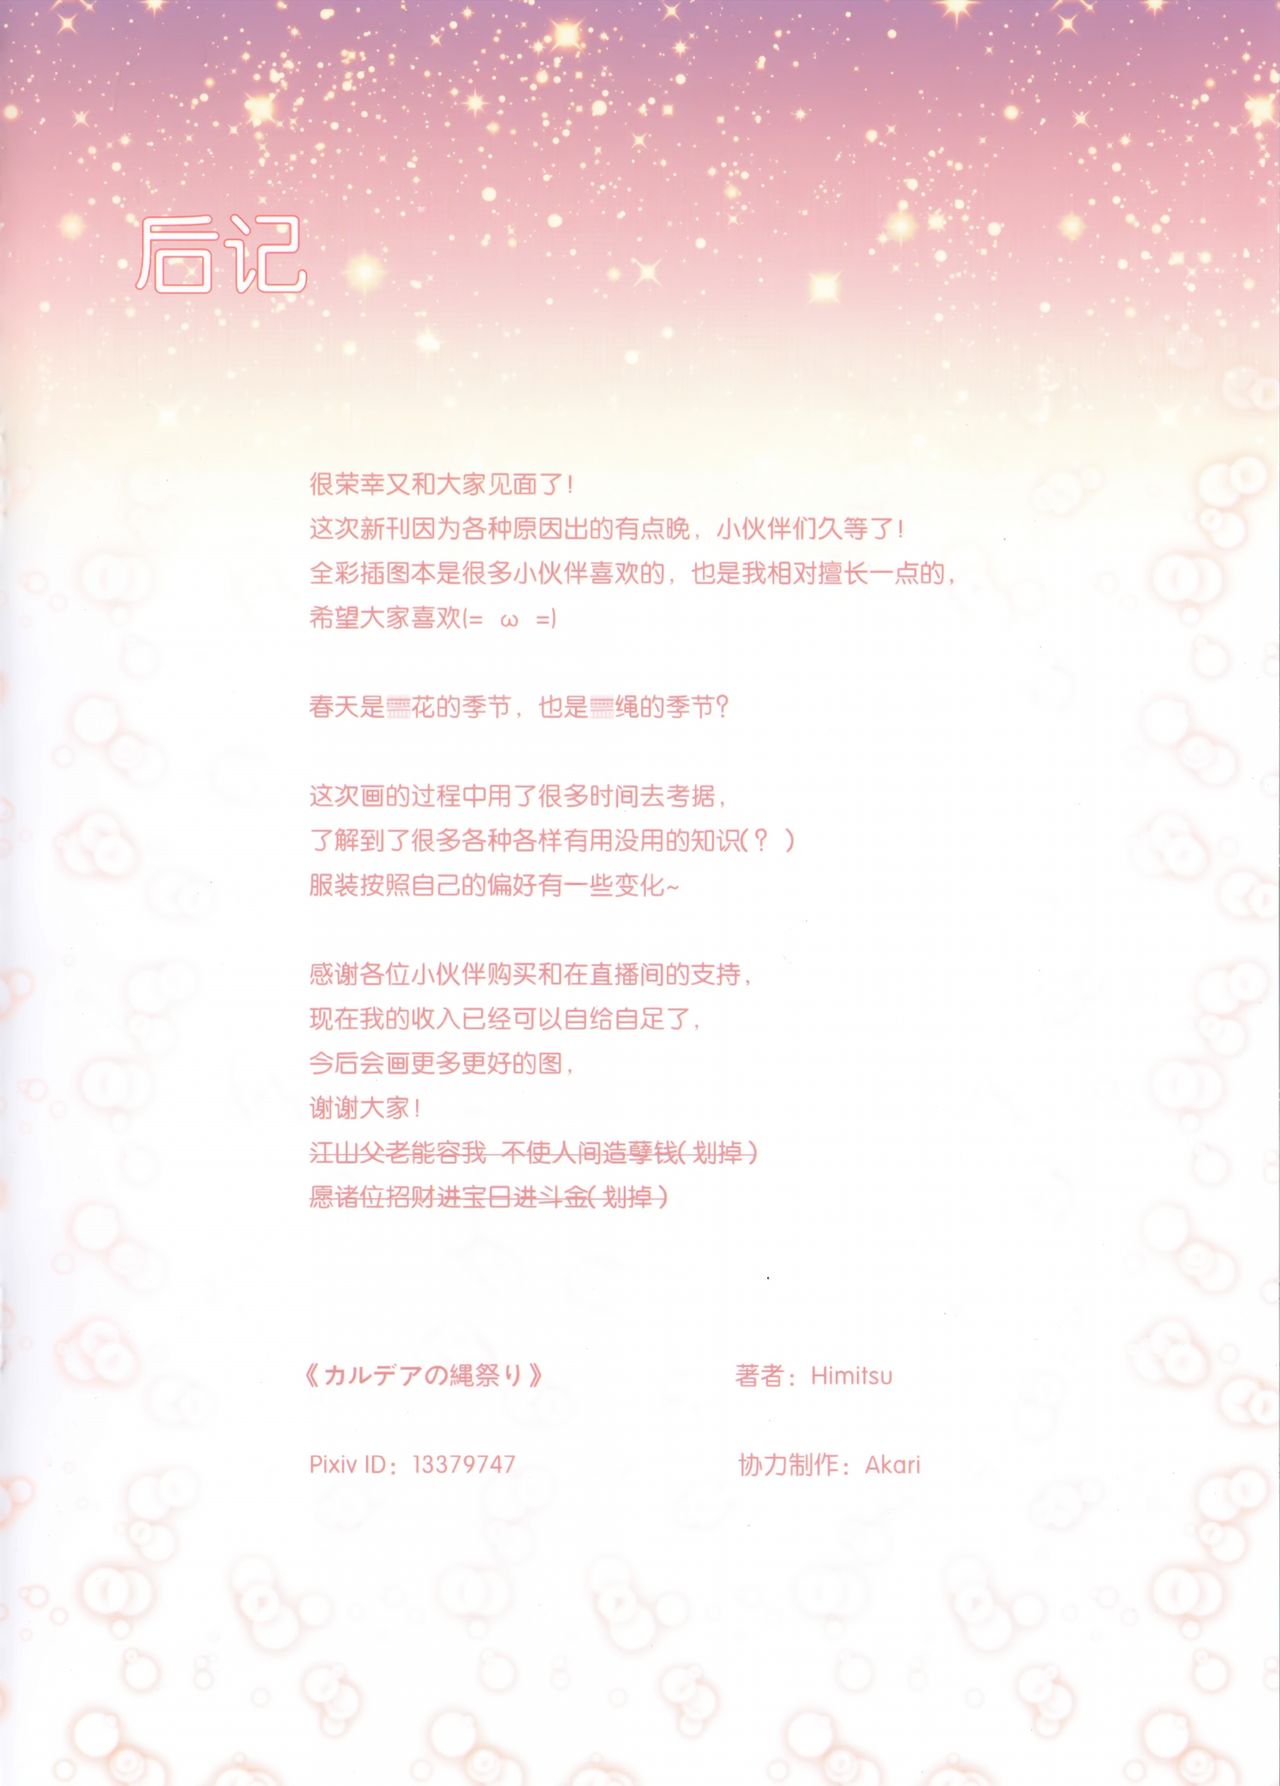 后记
很荣幸又和大家见面了！
这次新刊因为各种原因出的有点晚，小伙伴们久等了！
全彩插图本是很多小伙伴喜欢的，也是我相对擅长一点的，
希望大家喜欢(= ω =)
春天是花的季节，也是绳的季节？
这次画的过程中用了很多时间去考据，
了解到了很多各种各样有用没用的知识(？)
服装按照自己的偏好有一些变化~
感谢各位小伙伴购买和在直播间的支持，
现在我的收入已经可以自给自足了，
今后会画更多更好的图，
谢谢大家！
江山父老能容我 不使人间造孽钱(划掉)
愿诸位招财进宝日进斗金(划掉)
《カルデアの縄祭り》 著者：Himitsu
Pixiv ID：13379747 协力制作：Akari